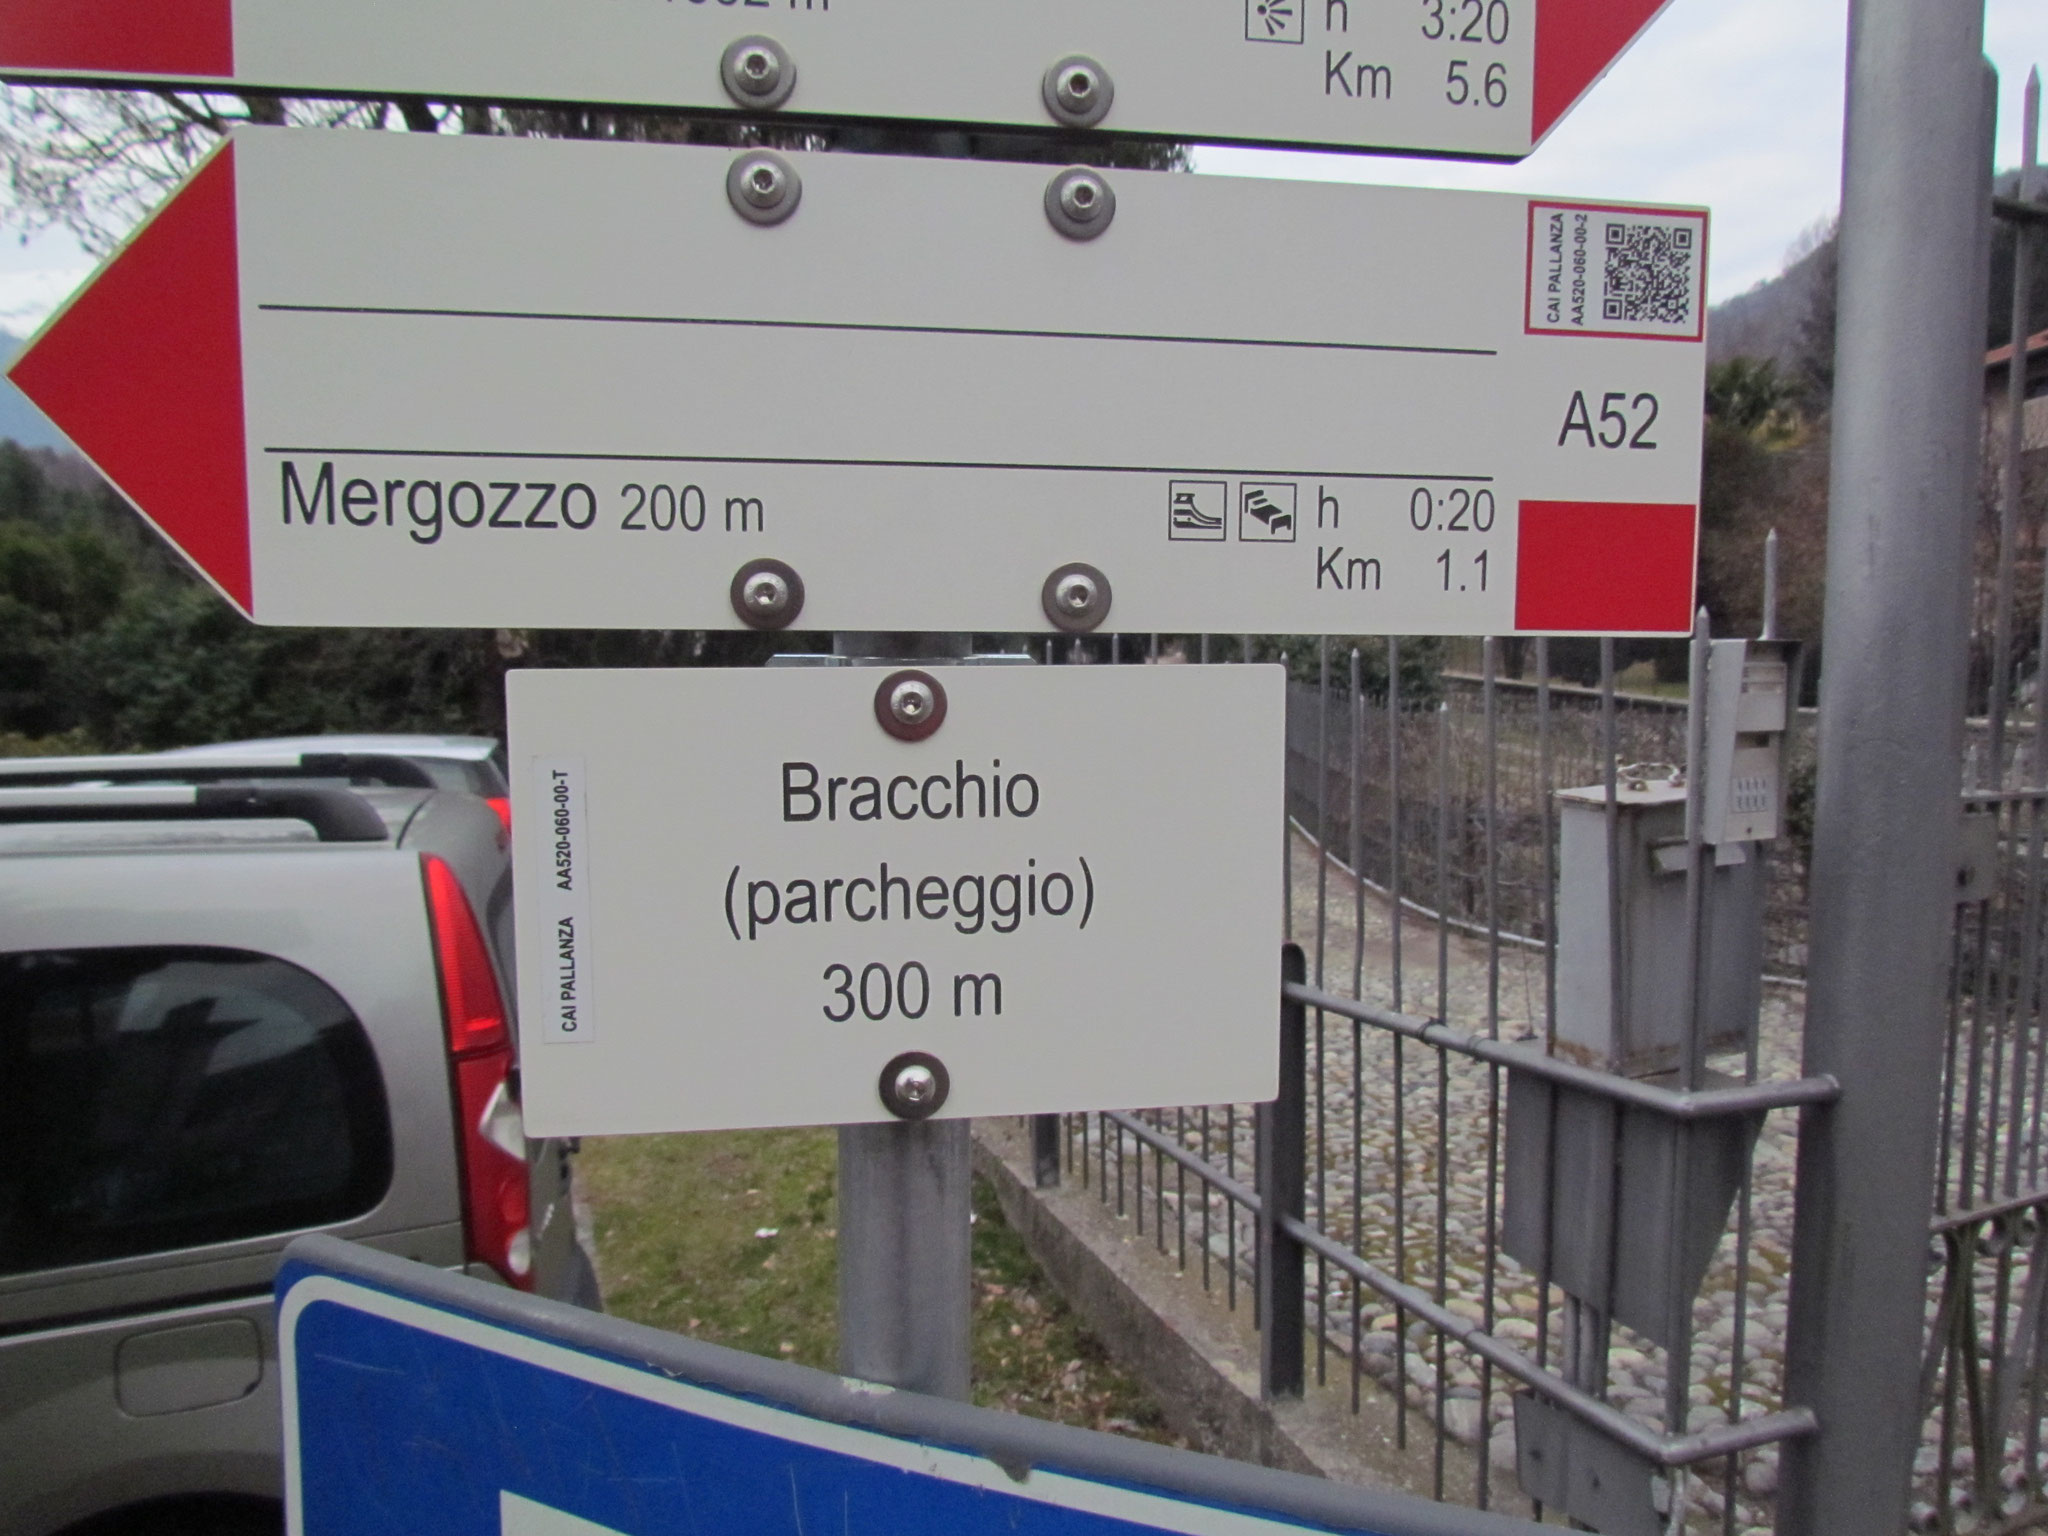 h 3:20
Km 5.6
CAI PALLANZA
AA520-060-00-2
A52
Mergozzo 200 m h 0:20
Km 1.1
Bracchio
(parcheggio)
300 m
CAI PALLANZA AA520-060-00-T